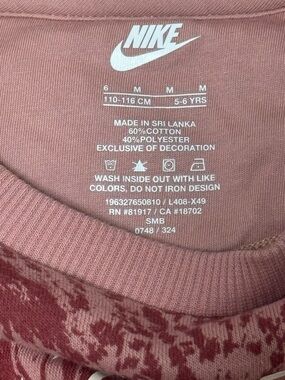 NIKE
6 M M M
110-116 CM 5-6 YRS
MADE IN SRI LANKA
60%COTTON
40%POLYESTER
EXCLUSIVE OF DECORATION
WASH INSIDE OUT WITH LIKE
COLORS, DO NOT IRON DESIGN
196327650810 / L408-X49
RN #81917 / CA #18702
SMB
0748 / 324